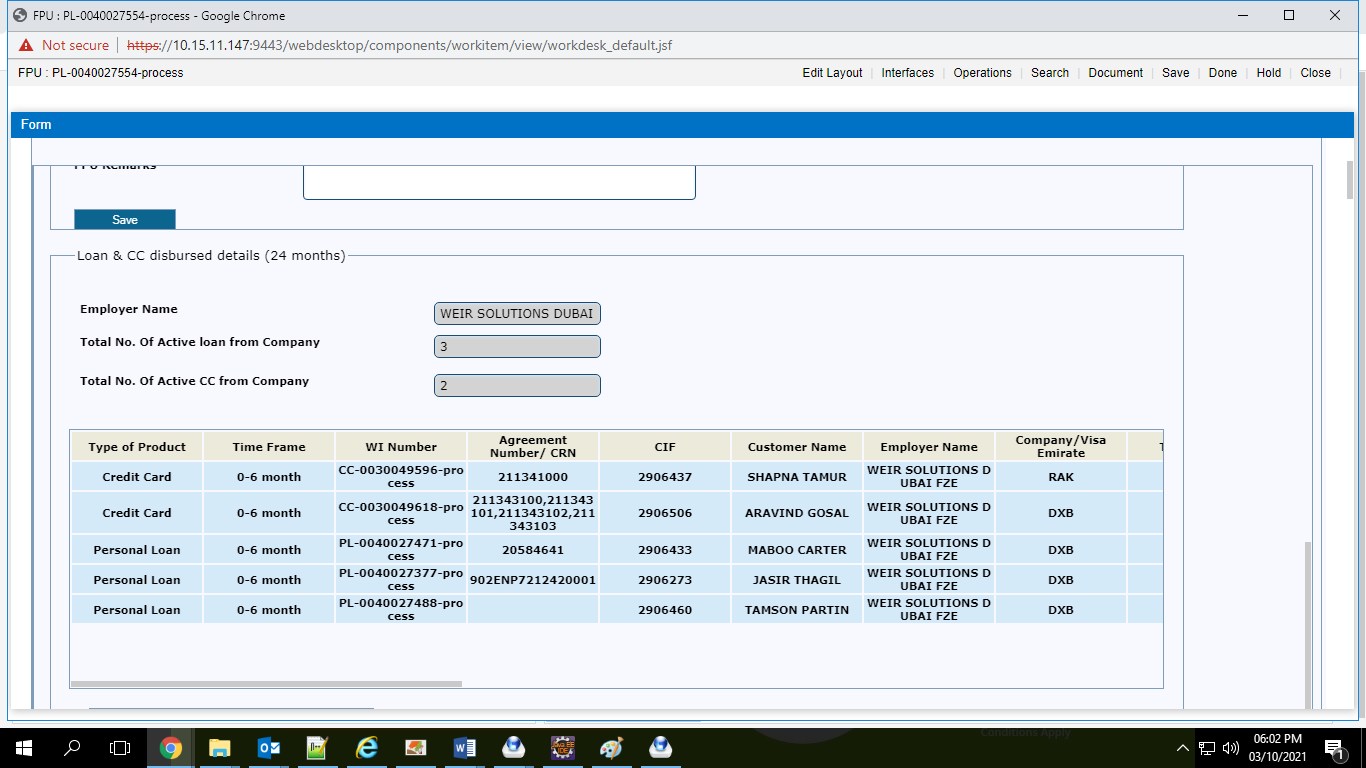 FPU : PL-0040027554-process - Google Chrome
Not secure https://10.15.11.147:9443/webdesktop/components/workitem/view/workdesk_default.jsf
FPU : PL-0040027554-process Edit Layout Interfaces Operations Search Document Save Done Hold Close
Form
FPU Remarks
Save
Loan & CC disbursed details (24 months)
Employer Name WEIR SOLUTIONS DUBAI
Total No. Of Active loan from Company 3
Total No. Of Active CC from Company 2
Type of Product Time Frame WI Number Agreement Number/ CRN CIF Customer Name Employer Name Company/Visa Emirate
Credit Card 0-6 month CC-0030049596-process 211341000 2906437 SHAPNA TAMUR WEIR SOLUTIONS DUBAI FZE RAK
Credit Card 0-6 month CC-0030049618-process 211343100,211343101,211343102,211343103 2906506 ARAVIND GOSAL WEIR SOLUTIONS DUBAI FZE DXB
Personal Loan 0-6 month PL-0040027471-process 20584641 2906433 MABOO CARTER WEIR SOLUTIONS DUBAI FZE DXB
Personal Loan 0-6 month PL-0040027377-process 902ENP7212420001 2906273 JASIR THAGIL WEIR SOLUTIONS DUBAI FZE DXB
Personal Loan 0-6 month PL-0040027488-process 2906460 TAMSON PARTIN WEIR SOLUTIONS DUBAI FZE DXB
Conditions Apply
06:02 PM
03/10/2021
1